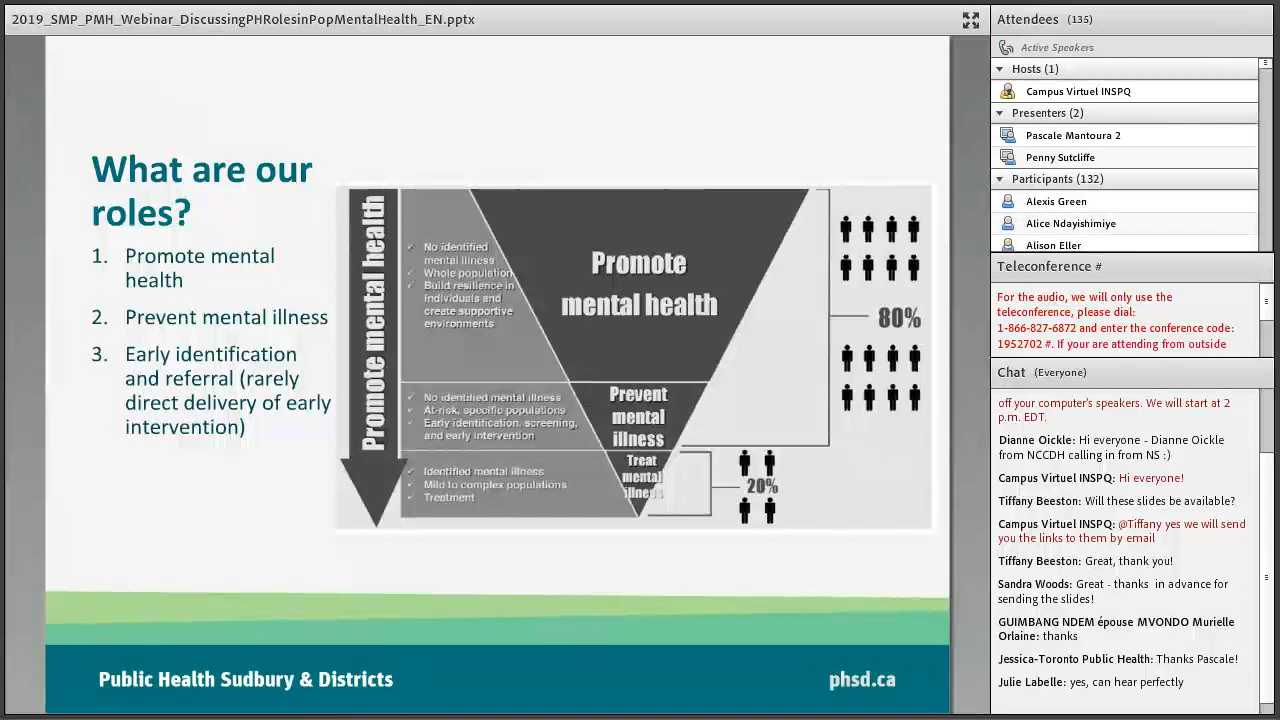 2019_SMP_PMH_Webinar_DiscussingPHRolesinPopMentalHealth_EN.pptx
What are our
roles?
1. Promote mental
health
2. Prevent mental illness
3. Early identification
and referral (rarely
direct delivery of early
intervention)
Promote mental health
✓ No identified
mental illness
✓ Whole population
✓ Build resilience in
individuals and
create supportive
environments
Promote
mental health
80%
✓ No identified mental illness
✓ At-risk, specific populations
✓ Early identification, screening,
and early intervention
Prevent
mental
illness
✓ Identified mental illness
✓ Mild to complex populations
✓ Treatment
Treat
mental
illness
20%
Public Health Sudbury & Districts
phsd.ca
Attendees (135)
Active Speakers
Hosts (1)
Campus Virtuel INSPQ
Presenters (2)
Pascale Mantoura 2
Penny Sutcliffe
Participants (132)
Alexis Green
Alice Ndayishimiye
Alison Eller
Teleconference #
For the audio, we will only use the
teleconference, please dial:
1-866-827-6872 and enter the conference code:
1952702 #. If your are attending from outside
Chat (Everyone)
off your computer's speakers. We will start at 2
p.m. EDT.
Dianne Oickle: Hi everyone - Dianne Oickle
from NCCDH calling in from NS :)
Campus Virtuel INSPQ: Hi everyone!
Tiffany Beeston: Will these slides be available?
Campus Virtuel INSPQ: @Tiffany yes we will send
you the links to them by email
Tiffany Beeston: Great, thank you!
Sandra Woods: Great - thanks in advance for
sending the slides!
GUIMBANG NDEM épouse MVONDO Murielle
Orlaine: thanks
Jessica-Toronto Public Health: Thanks Pascale!
Julie Labelle: yes, can hear perfectly